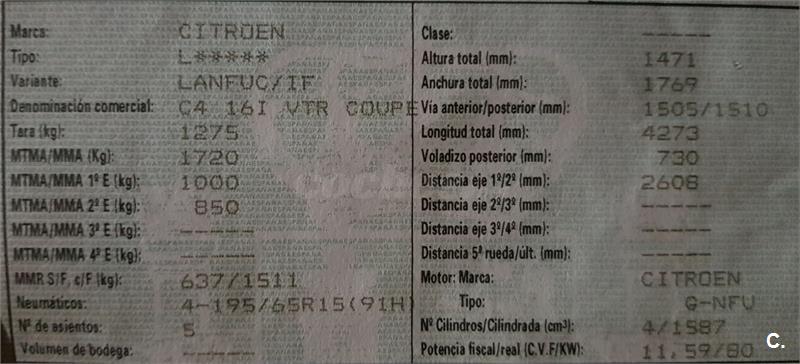 Marca: CITROEN
Tipo: L*****
Variante: LANFUC/IF
Denominación comercial: C4 16I VTR COUPE
Tara (kg): 1275
MTMA/MMA (Kg): 1720
MTMA/MMA 1º E (kg): 1000
MTMA/MMA 2º E (kg): 850
MTMA/MMA 3º E (kg): -----
MTMA/MMA 4º E (kg): -----
MMR S/F, c/F (kg): 637/1511
Neumáticos: 4-195/65R15(91H)
Nº de asientos: 5
Volumen de bodega: -----
Clase: -----
Altura total (mm): 1471
Anchura total (mm): 1769
Vía anterior/posterior (mm): 1505/1510
Longitud total (mm): 4273
Voladizo posterior (mm): 730
Distancia eje 1º/2º (mm): 2608
Distancia eje 2º/3º (mm): -----
Distancia eje 3º/4º (mm): -----
Distancia 5ª rueda/últ. (mm): -----
Motor: Marca: CITROEN
Tipo: G-NFU
Nº Cilindros/Cilindrada (cm³): 4/1587
Potencia fiscal/real (C.V.F/KW): 11.59/80
C.